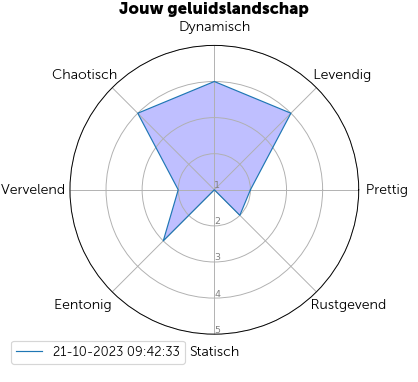 Jouw geluidslandschap
Dynamisch
Chaotisch
Levendig
Vervelend
Prettig
1
2
3
4
5
Eentonig
Rustgevend
21-10-2023 09:42:33
Statisch